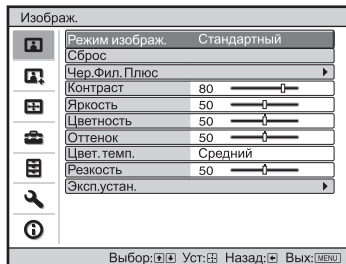 Изображ.
Режим изображ. Стандартный
Сброс
Чер.Фил.Плюс
Контраст 80
Яркость 50
Цветность 50
Оттенок 50
Цвет.темп. Средний
Резкость 50
Эксп.устан.
Выбор: Уст: Назад: Вых: MENU